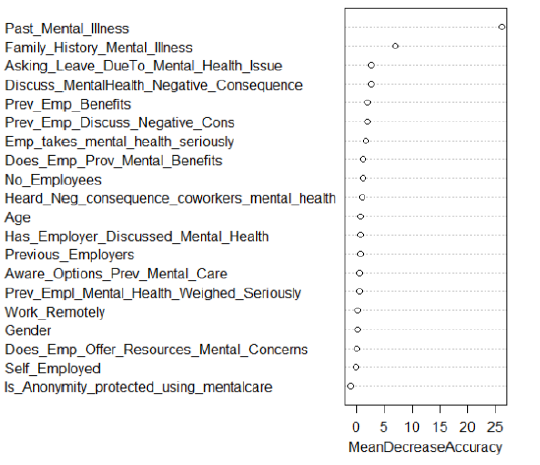 Past_Mental_Illness
Family_History_Mental_Illness
Asking_Leave_DueTo_Mental_Health_Issue
Discuss_MentalHealth_Negative_Consequence
Prev_Emp_Benefits
Prev_Emp_Discuss_Negative_Cons
Emp_takes_mental_health_seriously
Does_Emp_Prov_Mental_Benefits
No_Employees
Heard_Neg_consequence_coworkers_mental_health
Age
Has_Employer_Discussed_Mental_Health
Previous_Employers
Aware_Options_Prev_Mental_Care
Prev_Empl_Mental_Health_Weighed_Seriously
Work_Remotely
Gender
Does_Emp_Offer_Resources_Mental_Concerns
Self_Employed
Is_Anonymity_protected_using_mentalcare
0 5 10 15 20 25
MeanDecreaseAccuracy